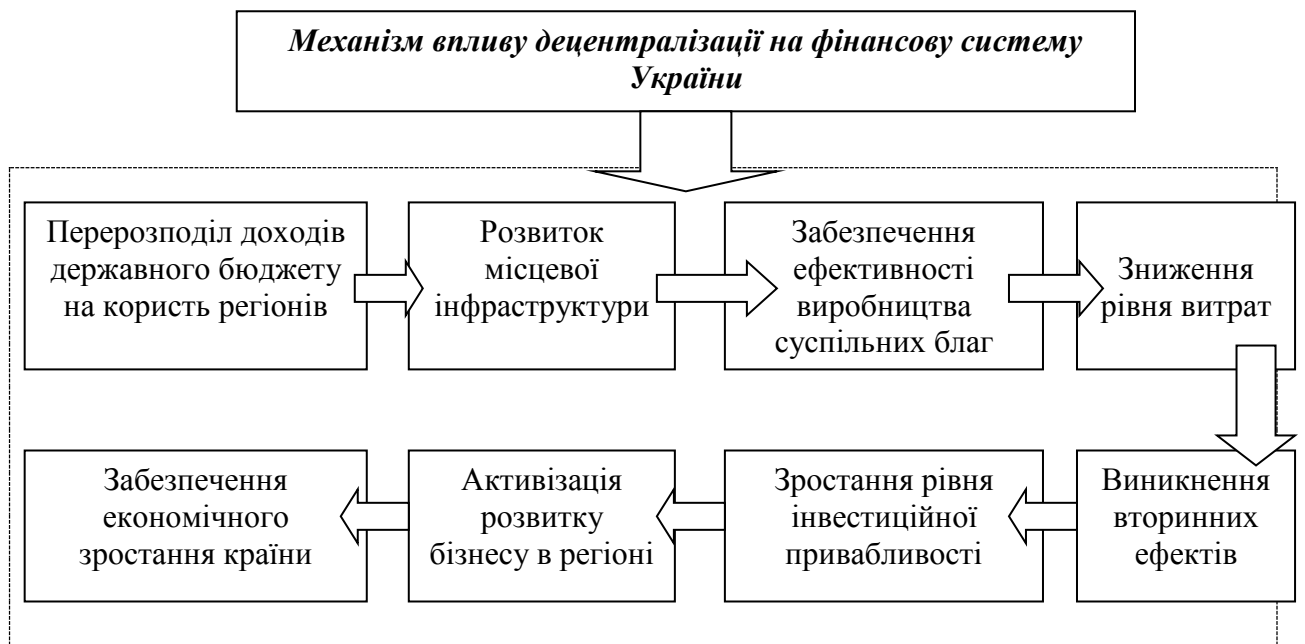 Механізм впливу децентралізації на фінансову систему
України
Перерозподіл доходів
державного бюджету
на користь регіонів
Розвиток
місцевої
інфраструктури
Забезпечення
ефективності
виробництва
суспільних благ
Зниження
рівня витрат
Забезпечення
економічного
зростання країни
Активізація
розвитку
бізнесу в регіоні
Зростання рівня
інвестиційної
привабливості
Виникнення
вторинних
ефектів